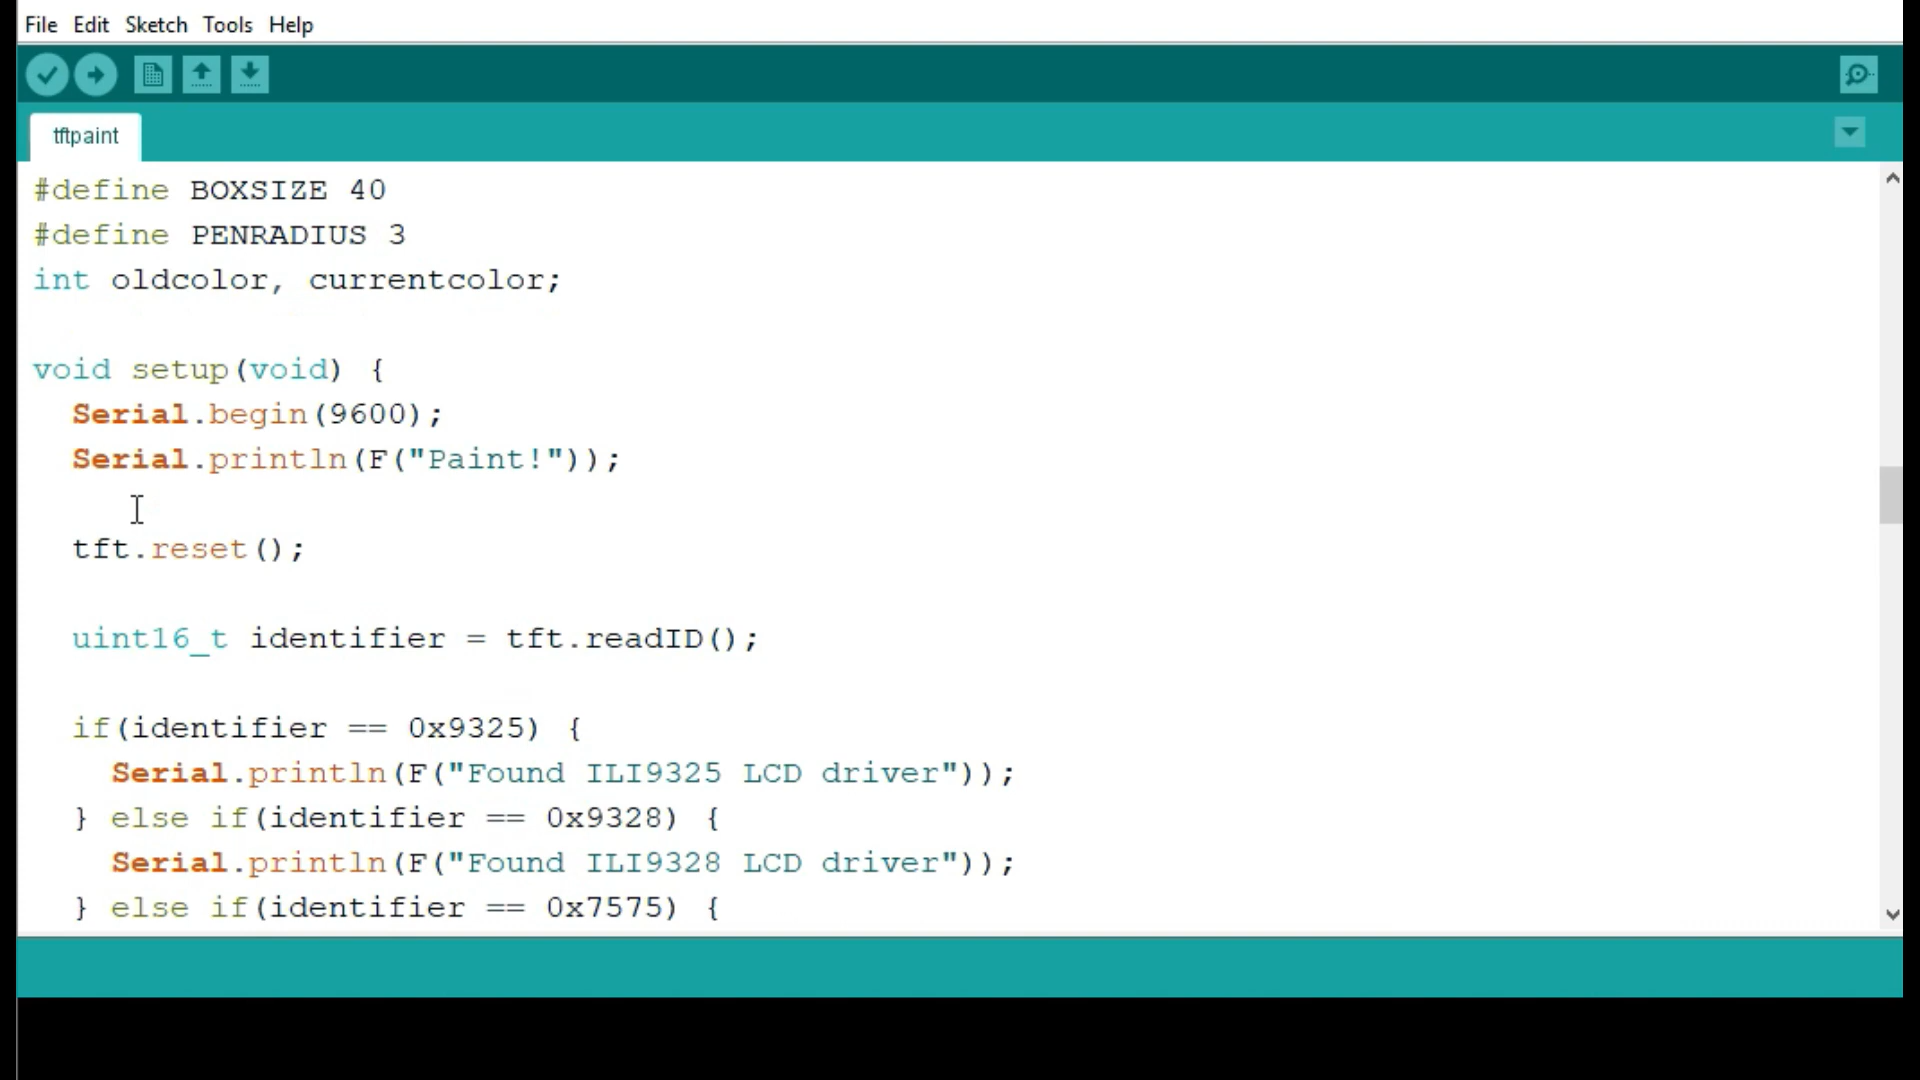 File Edit Sketch Tools Help
tftpaint
#define BOXSIZE 40
#define PENRADIUS 3
int oldcolor, currentcolor;
void setup(void) {
Serial.begin(9600);
Serial.println(F("Paint!"));
tft.reset();
uint16_t identifier = tft.readID();
if(identifier == 0x9325) {
Serial.println(F("Found ILI9325 LCD driver"));
} else if(identifier == 0x9328) {
Serial.println(F("Found ILI9328 LCD driver"));
} else if(identifier == 0x7575) {